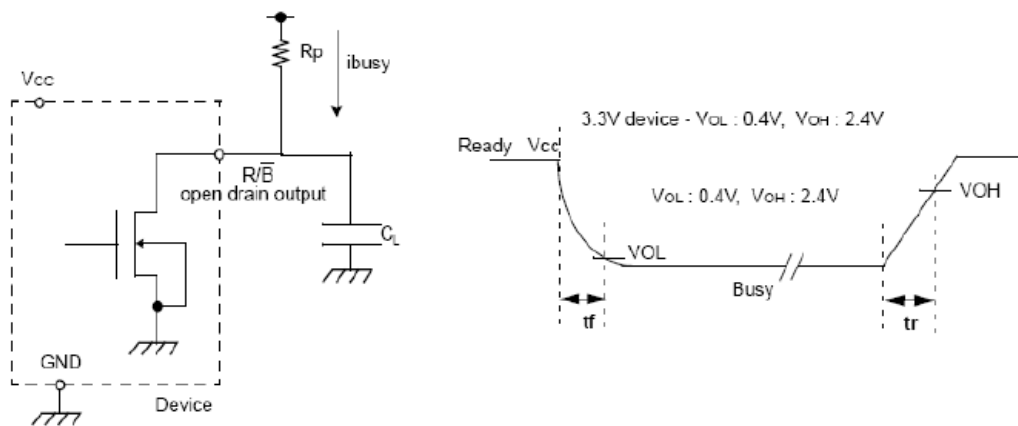 Rp
ibusy
Vcc
R/B̅
open drain output
CL
GND
Device
3.3V device - VOL : 0.4V, VOH : 2.4V
Ready Vcc
VOL : 0.4V, VOH : 2.4V
VOH
VOL
Busy
tf
tr